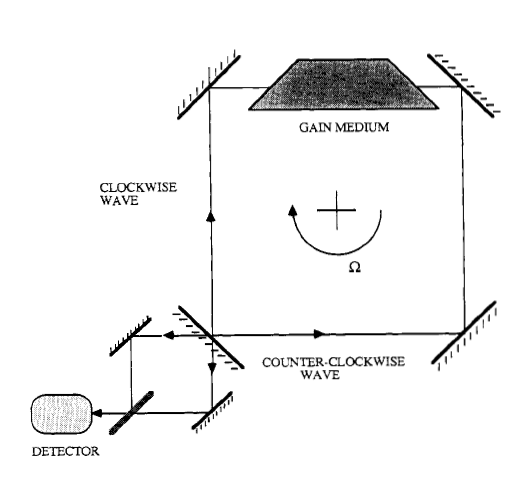 GAIN MEDIUM
CLOCKWISE
WAVE
Ω
COUNTER-CLOCKWISE
WAVE
DETECTOR